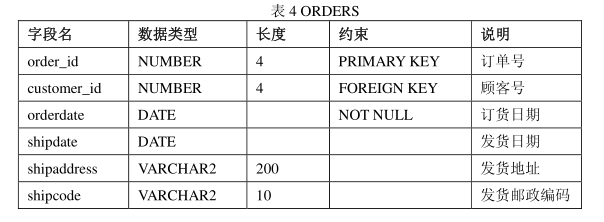 表 4 ORDERS
字段名 数据类型 长度 约束 说明
order_id NUMBER 4 PRIMARY KEY 订单号
customer_id NUMBER 4 FOREIGN KEY 顾客号
orderdate DATE NOT NULL 订货日期
shipdate DATE 发货日期
shipaddress VARCHAR2 200 发货地址
shipcode VARCHAR2 10 发货邮政编码